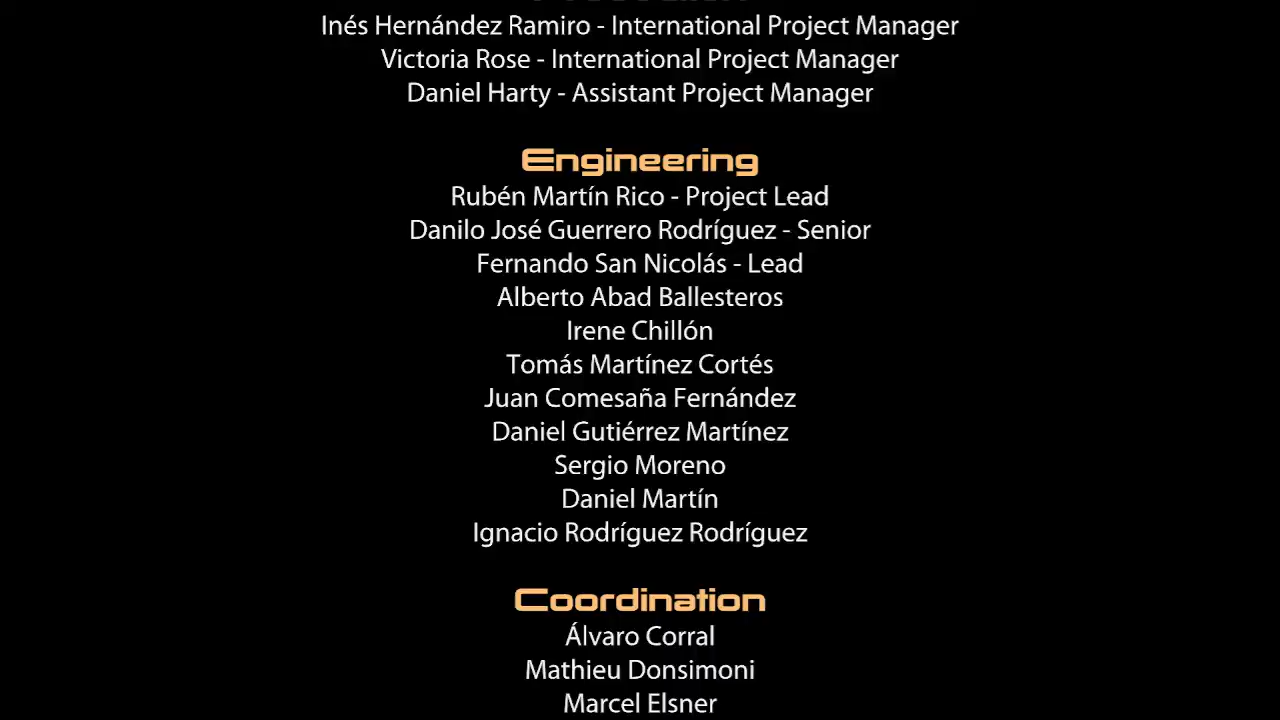 Inés Hernández Ramiro - International Project Manager
Victoria Rose - International Project Manager
Daniel Harty - Assistant Project Manager
Engineering
Rubén Martín Rico - Project Lead
Danilo José Guerrero Rodríguez - Senior
Fernando San Nicolás - Lead
Alberto Abad Ballesteros
Irene Chillón
Tomás Martínez Cortés
Juan Comesaña Fernández
Daniel Gutiérrez Martínez
Sergio Moreno
Daniel Martín
Ignacio Rodríguez Rodríguez
Coordination
Álvaro Corral
Mathieu Donsimoni
Marcel Elsner